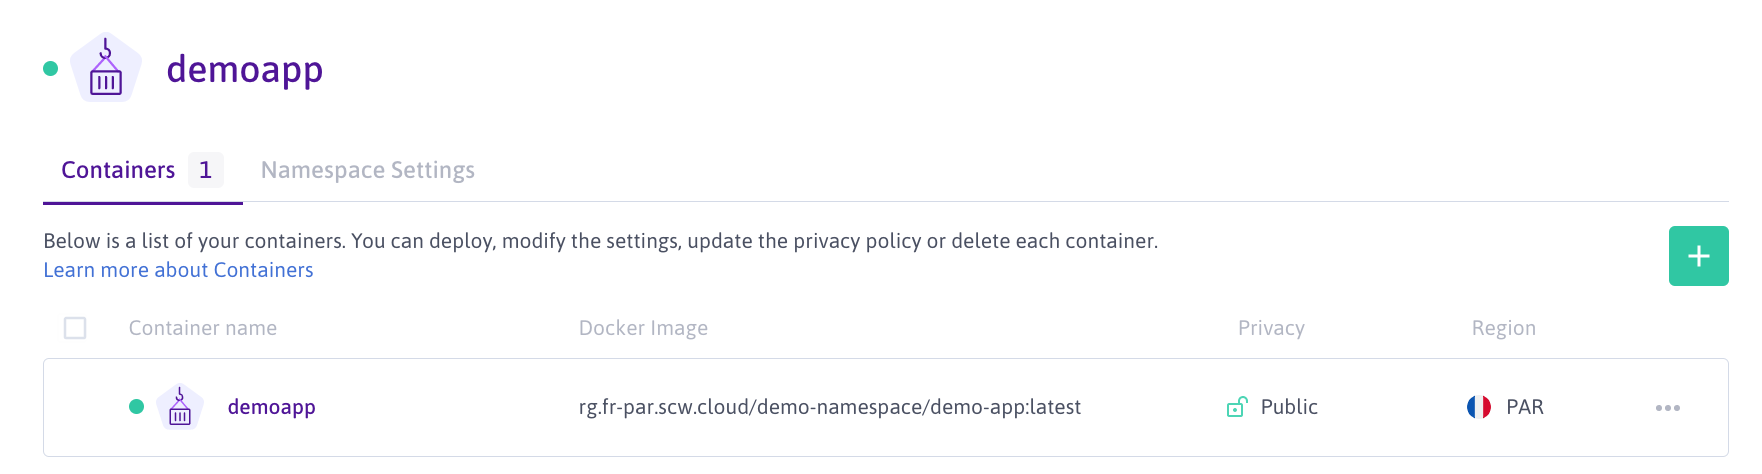 demoapp
Containers 1 Namespace Settings
Below is a list of your containers. You can deploy, modify the settings, update the privacy policy or delete each container.
Learn more about Containers
Container name Docker Image Privacy Region
demoapp rg.fr-par.scw.cloud/demo-namespace/demo-app:latest Public PAR